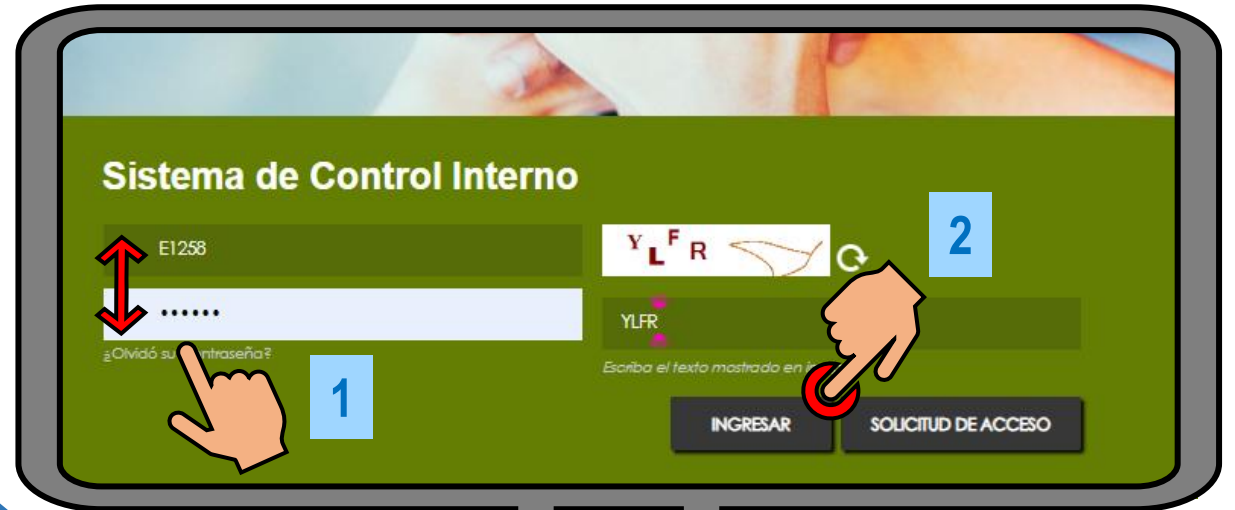 Sistema de Control Interno
E1258
••••••
¿Olvidó su contraseña?
1
Y L F R
2
YLFR
Escriba el texto mostrado en
INGRESAR
SOLICITUD DE ACCESO